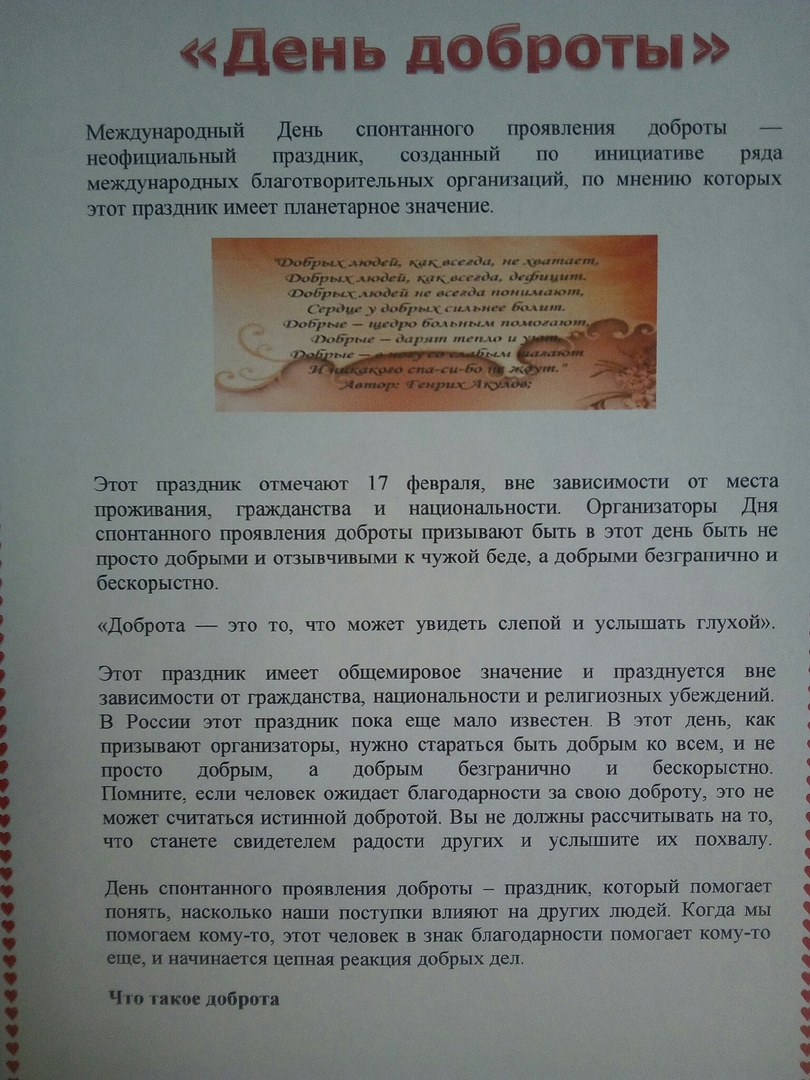 «День доброты»
Международный День спонтанного проявления доброты —
неофициальный праздник, созданный по инициативе ряда
международных благотворительных организаций, по мнению которых
этот праздник имеет планетарное значение.
"Добрых людей, как всегда, не хватает,
Добрых людей, как всегда, дефицит.
Добрых людей не всегда понимают,
Сердце у добрых сильнее болит.
Добрые – щедро больным помогают,
Добрые – дарят тепло и уют,
Добрые – в ногу со слабым шагают
И никакого спа-си-бо не ждут."
Автор: Генрих Акулов;
Этот праздник отмечают 17 февраля, вне зависимости от места
проживания, гражданства и национальности. Организаторы Дня
спонтанного проявления доброты призывают быть в этот день быть не
просто добрыми и отзывчивыми к чужой беде, а добрыми безгранично и
бескорыстно.
«Доброта — это то, что может увидеть слепой и услышать глухой».
Этот праздник имеет общемировое значение и празднуется вне
зависимости от гражданства, национальности и религиозных убеждений.
В России этот праздник пока еще мало известен. В этот день, как
призывают организаторы, нужно стараться быть добрым ко всем, и не
просто добрым, а добрым безгранично и бескорыстно.
Помните, если человек ожидает благодарности за свою доброту, это не
может считаться истинной добротой. Вы не должны рассчитывать на то,
что станете свидетелем радости других и услышите их похвалу.
День спонтанного проявления доброты – праздник, который помогает
понять, насколько наши поступки влияют на других людей. Когда мы
помогаем кому-то, этот человек в знак благодарности помогает кому-то
еще, и начинается цепная реакция добрых дел.
Что такое доброта